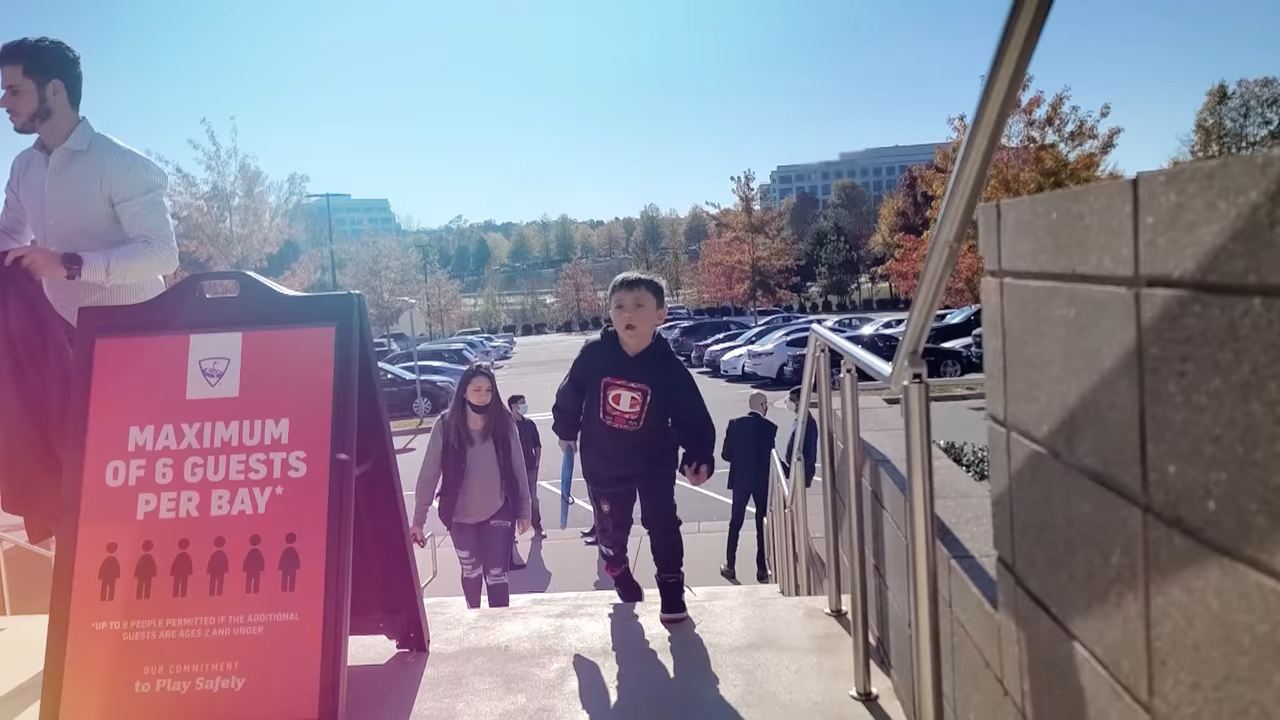 MAXIMUM
OF 6 GUESTS
PER BAY*
*UP TO 8 PEOPLE PERMITTED IF THE ADDITIONAL
GUESTS ARE AGES 2 AND UNDER
OUR COMMITMENT
to Play Safely